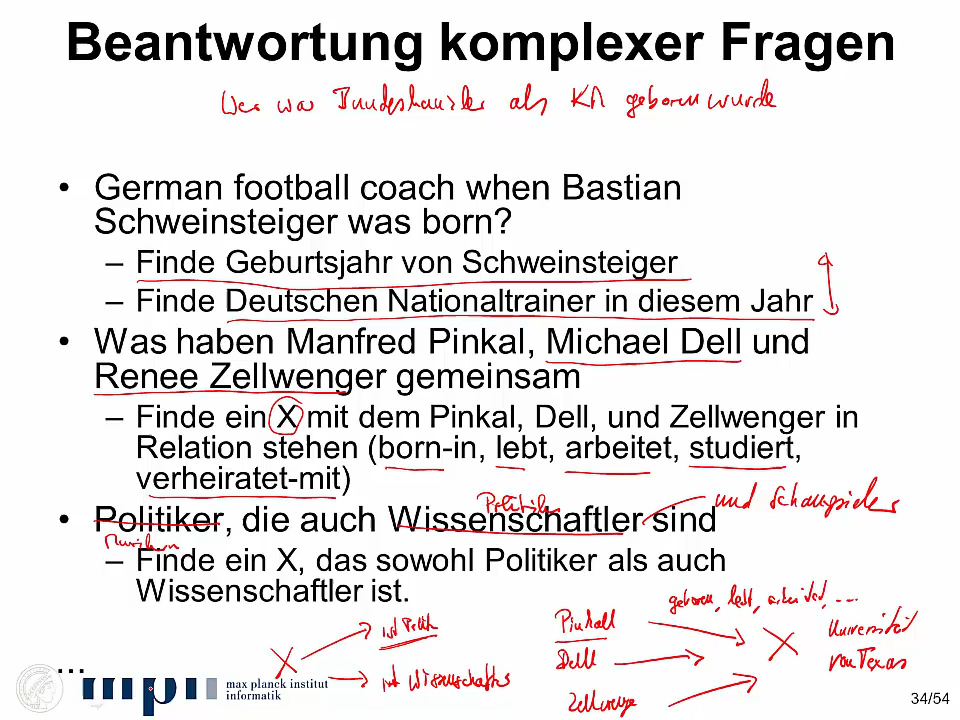 Beantwortung komplexer Fragen
Wer war Bundeskanzler als KN geboren wurde
• German football coach when Bastian
Schweinsteiger was born?
– Finde Geburtsjahr von Schweinsteiger
– Finde Deutschen Nationaltrainer in diesem Jahr
• Was haben Manfred Pinkal, Michael Dell und
Renee Zellwenger gemeinsam
– Finde ein X mit dem Pinkal, Dell, und Zellwenger in
Relation stehen (born-in, lebt, arbeitet, studiert,
verheiratet-mit)
Politiker
und Schauspieler
• Politiker, die auch Wissenschaftler sind
– Finde ein X, das sowohl Politiker als auch
Wissenschaftler ist.
geboren, lebt, arbeitet, ...
X
ist Politik
ist Wissenschaftler
Pinkall
Dell
Zellweger
X
Universität
von Texas
...
mpii max planck institut
informatik
34/54